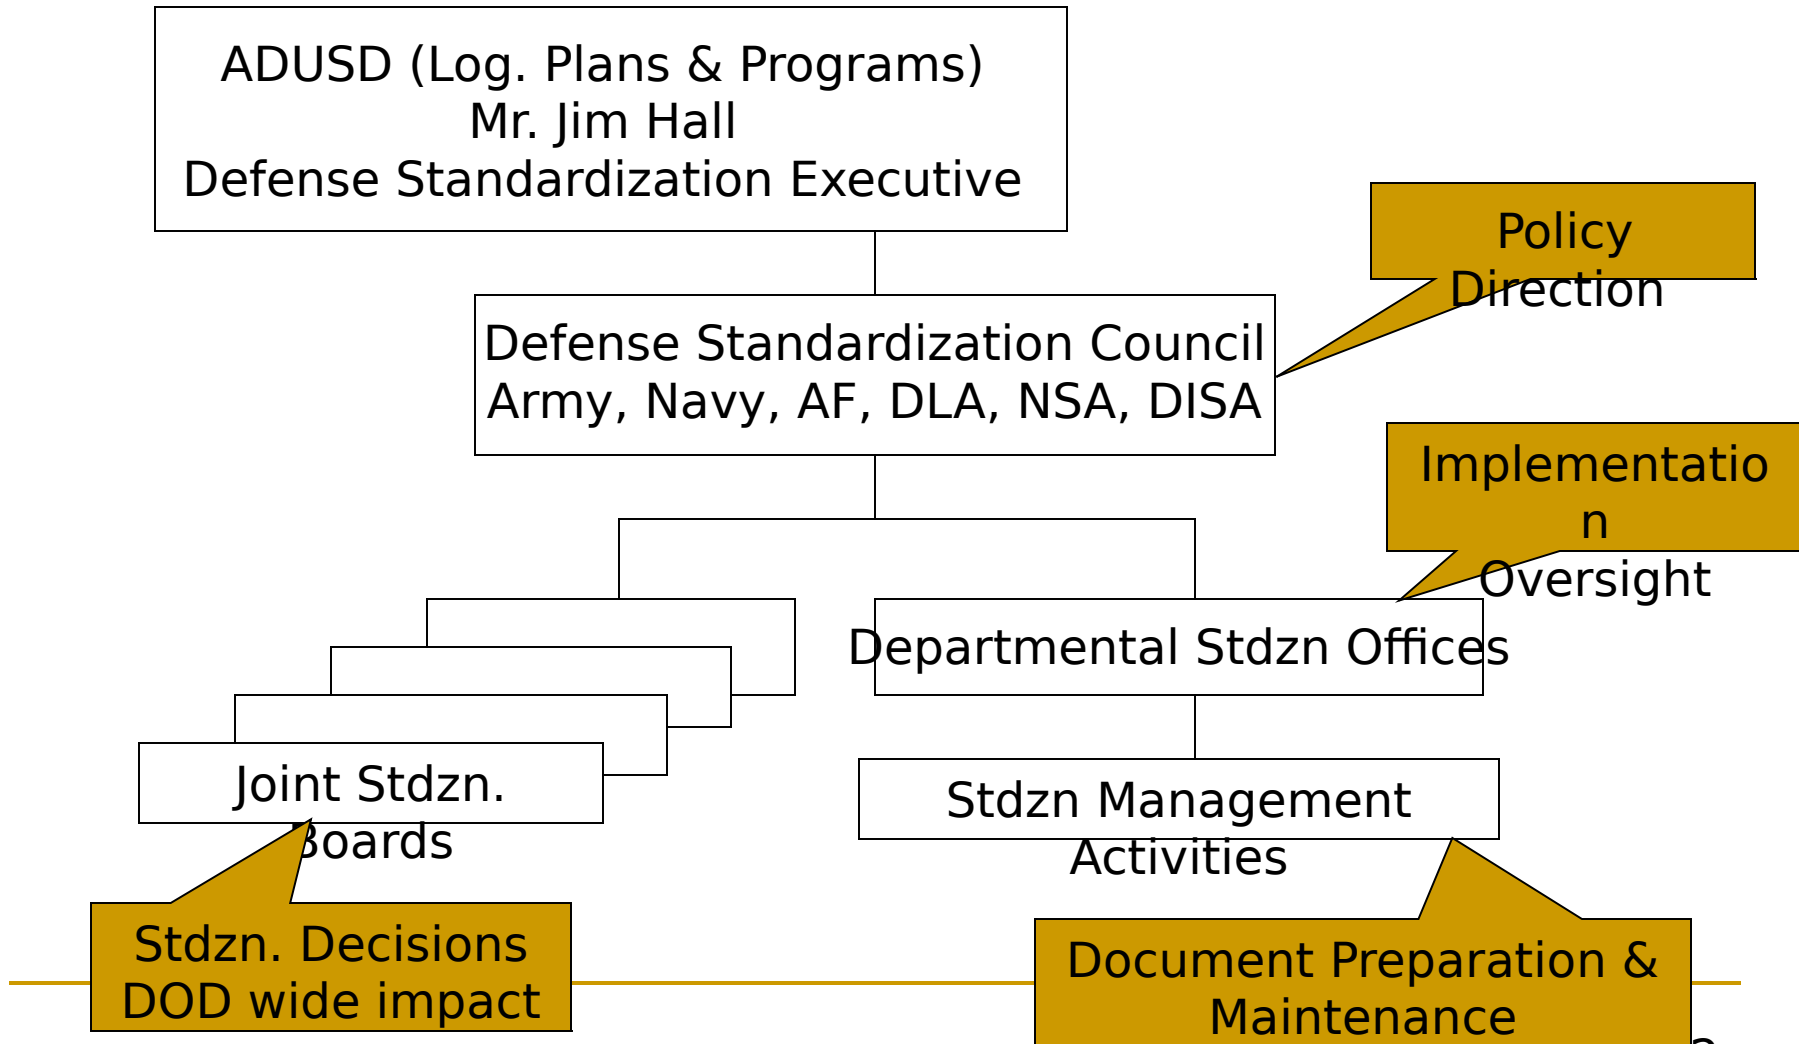 ADUSD (Log. Plans & Programs)
Mr. Jim Hall
Defense Standardization Executive
Policy
Direction
Defense Standardization Council
Army, Navy, AF, DLA, NSA, DISA
Implementatio
n
Oversight
Departmental Stdzn Offices
Joint Stdzn.
Boards
Stdzn Management
Activities
Stdzn. Decisions
DOD wide impact
Document Preparation &
Maintenance